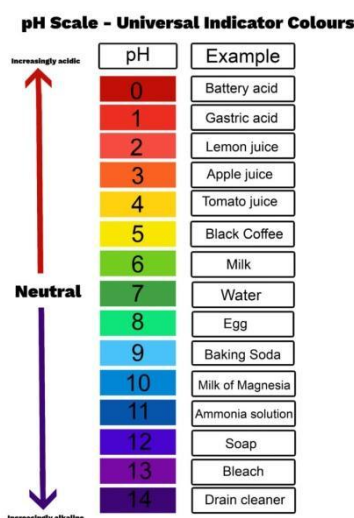 pH Scale - Universal Indicator Colours
Increasingly acidic
pH Example
0 Battery acid
1 Gastric acid
2 Lemon juice
3 Apple juice
4 Tomato juice
5 Black Coffee
6 Milk
Neutral
7 Water
8 Egg
9 Baking Soda
10 Milk of Magnesia
11 Ammonia solution
12 Soap
13 Bleach
14 Drain cleaner
Increasingly alkaline